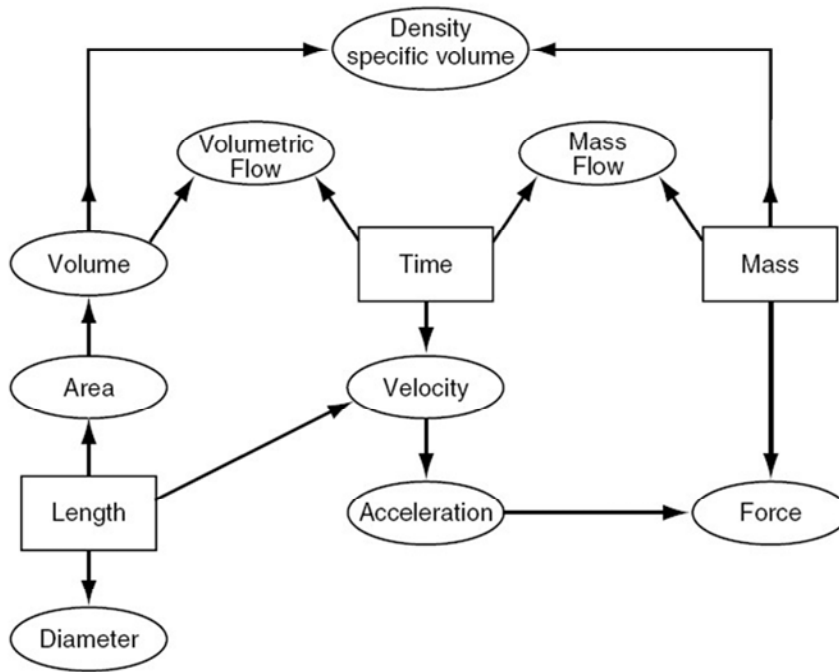 Density
specific volume
Volumetric
Flow
Mass
Flow
Volume
Time
Mass
Area
Velocity
Length
Acceleration
Force
Diameter